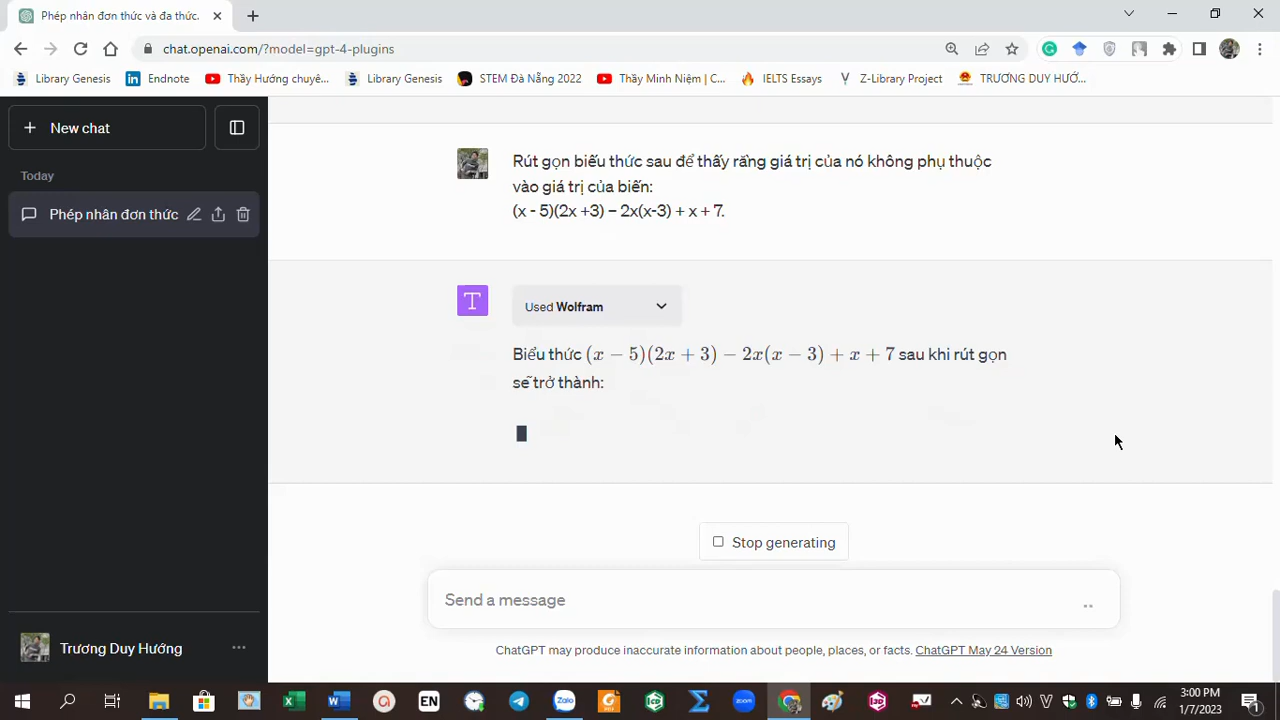 Phép nhân đơn thức và đa thức.
chat.openai.com/?model=gpt-4-plugins
Library Genesis
Endnote
Thầy Hướng chuyê...
Library Genesis
STEM Đà Nẵng 2022
Thầy Minh Niệm | C...
IELTS Essays
Z-Library Project
TRƯƠNG DUY HƯỚ...
New chat
Today
Phép nhân đơn thức
Rút gọn biếu thức sau để thấy rằng giá trị của nó không phụ thuộc
vào giá trị của biến:
(x - 5)(2x +3) – 2x(x-3) + x + 7.
T
Used Wolfram
Biểu thức (x − 5)(2x + 3) − 2x(x − 3) + x + 7 sau khi rút gọn
sẽ trở thành:
Stop generating
Send a message
ChatGPT may produce inaccurate information about people, places, or facts. ChatGPT May 24 Version
Trương Duy Hướng
EN
zoom
3:00 PM
1/7/2023